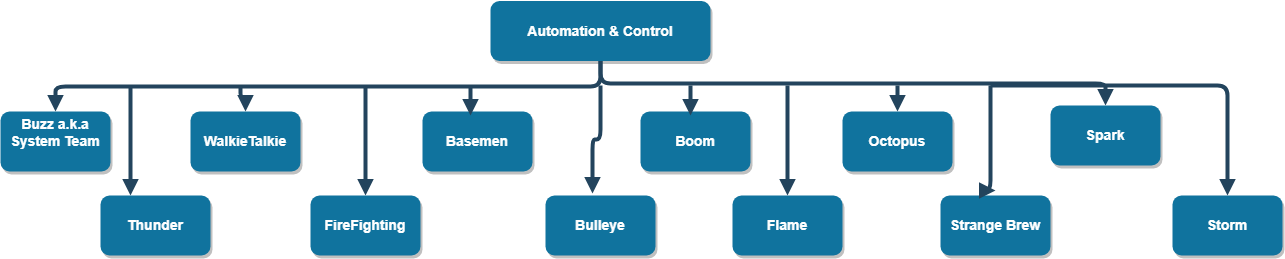 Automation & Control
Buzz a.k.a
System Team
WalkieTalkie
Basemen
Boom
Octopus
Spark
Thunder
FireFighting
Bulleye
Flame
Strange Brew
Storm